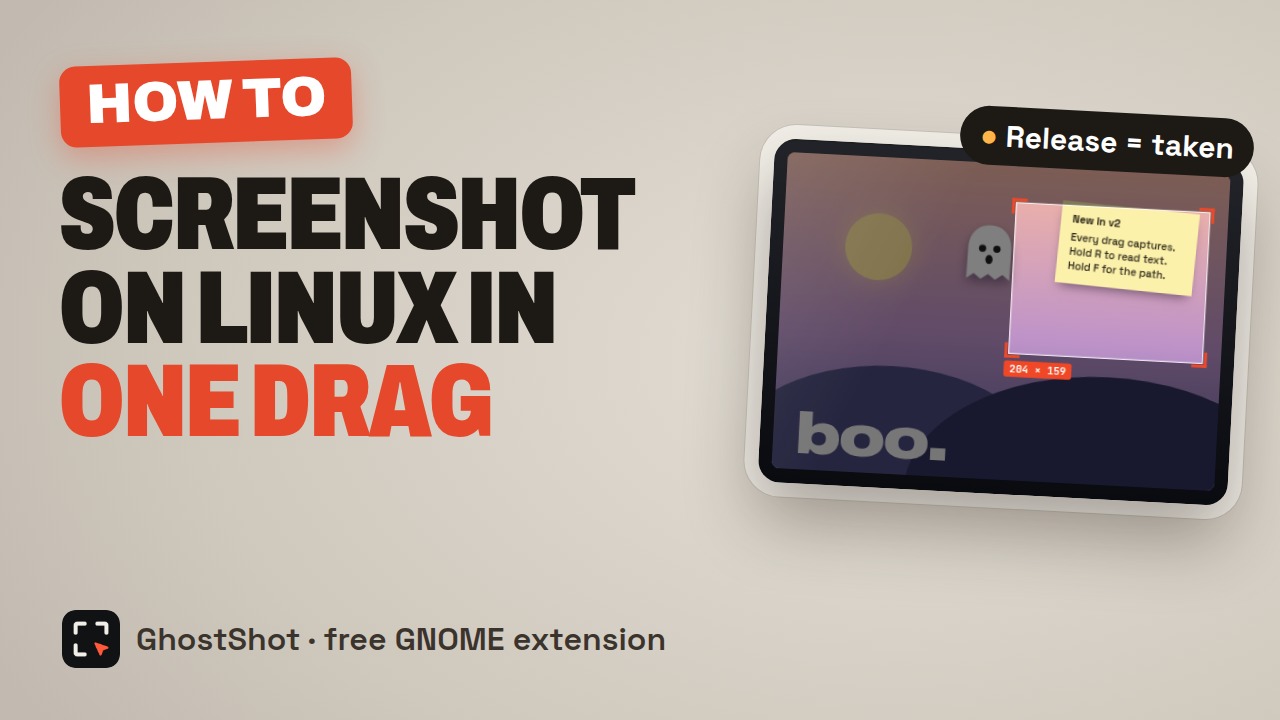 HOW TO
SCREENSHOT
ON LINUX IN
ONE DRAG
Release = taken
New in v2
Every drag captures.
Hold R to read text.
Hold F for the path.
204 × 159
boo.
GhostShot · free GNOME extension